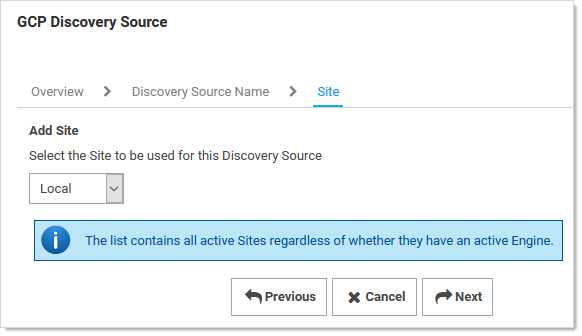 GCP Discovery Source
Overview
Discovery Source Name
Site
Add Site
Select the Site to be used for this Discovery Source
Local
The list contains all active Sites regardless of whether they have an active Engine.
Previous
Cancel
Next